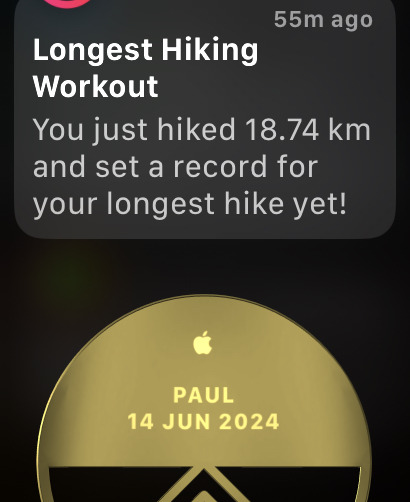 55m ago
Longest Hiking
Workout
You just hiked 18.74 km
and set a record for
your longest hike yet!
PAUL
14 JUN 2024